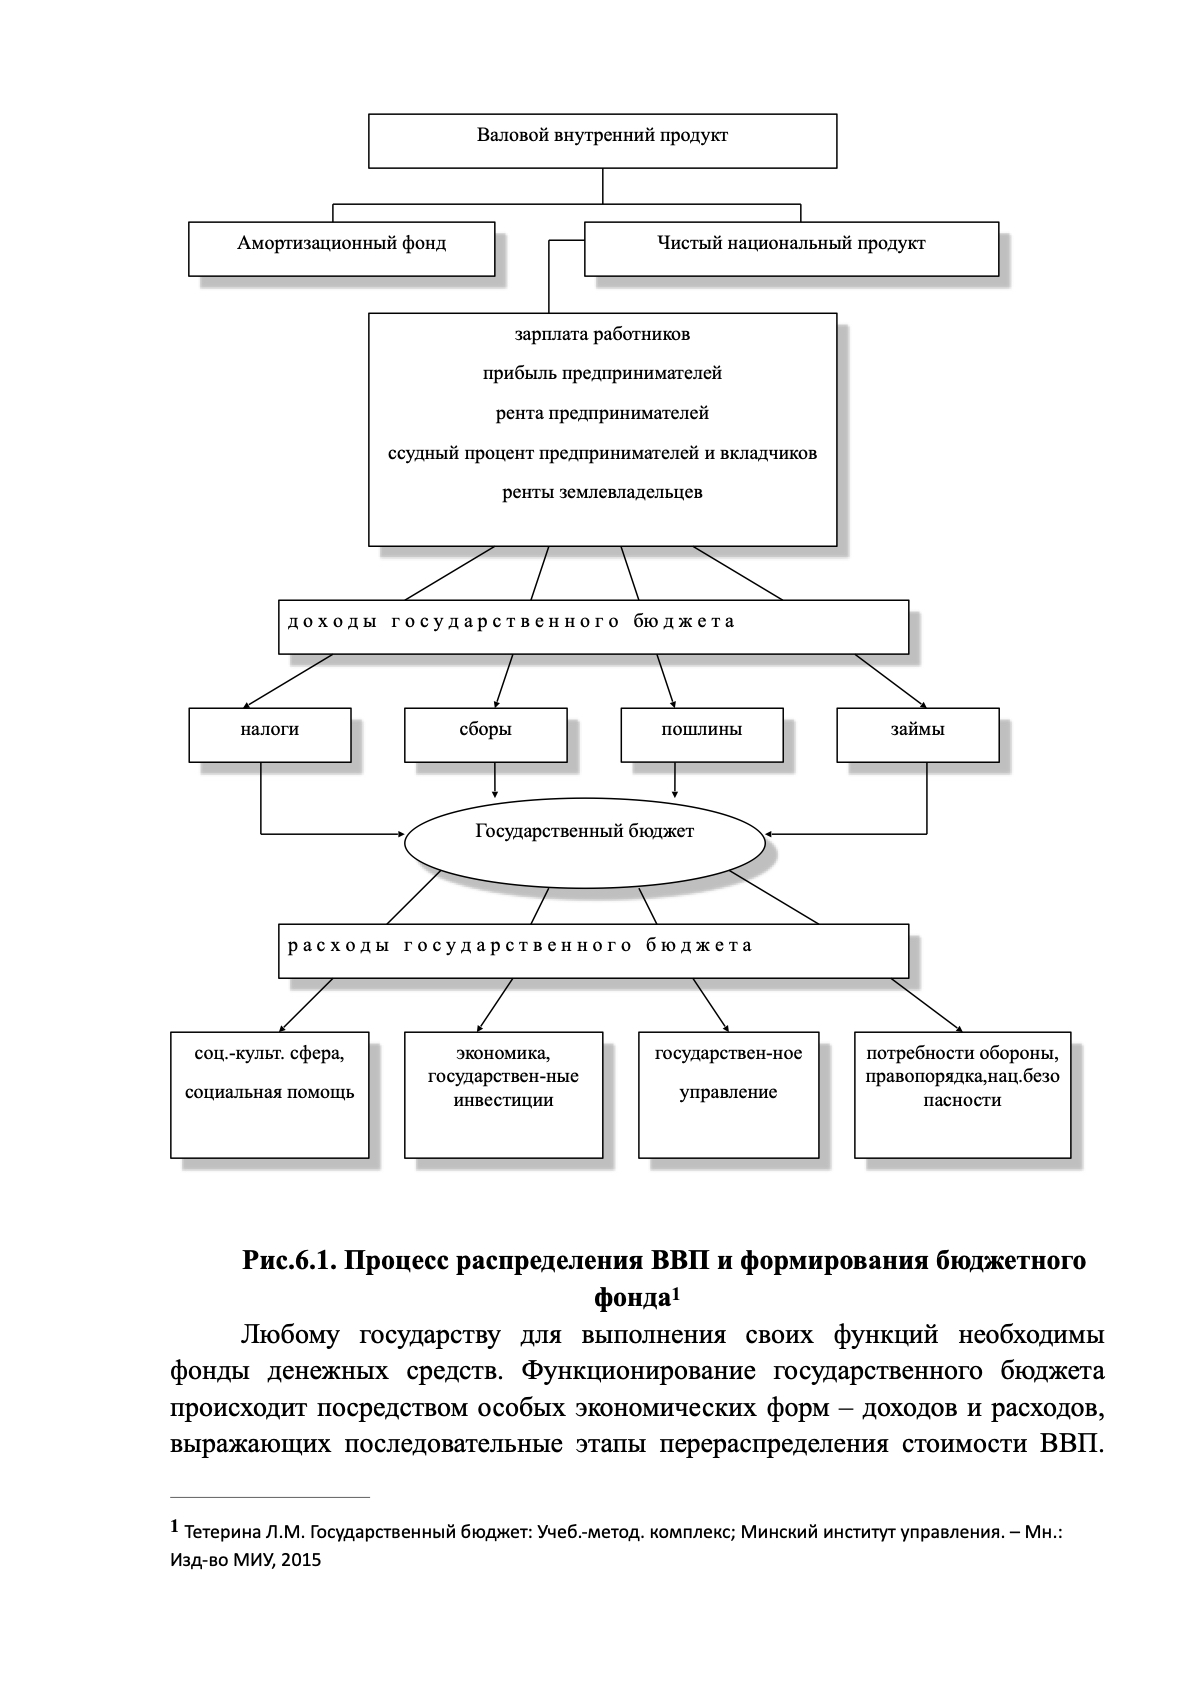 Валовой внутренний продукт
Амортизационный фонд
Чистый национальный продукт
зарплата работников
прибыль предпринимателей
рента предпринимателей
ссудный процент предпринимателей и вкладчиков
ренты землевладельцев
доходы государственного бюджета
налоги
сборы
пошлины
займы
Государственный бюджет
расходы государственного бюджета
соц.-культ. сфера,
социальная помощь
экономика,
государствен-ные
инвестиции
государствен-ное
управление
потребности обороны,
правопорядка,нац.безо
пасности
Рис.6.1. Процесс распределения ВВП и формирования бюджетного
фонда1
Любому государству для выполнения своих функций необходимы
фонды денежных средств. Функционирование государственного бюджета
происходит посредством особых экономических форм – доходов и расходов,
выражающих последовательные этапы перераспределения стоимости ВВП.
1 Тетерина Л.М. Государственный бюджет: Учеб.-метод. комплекс; Минский институт управления. – Мн.:
Изд-во МИУ, 2015